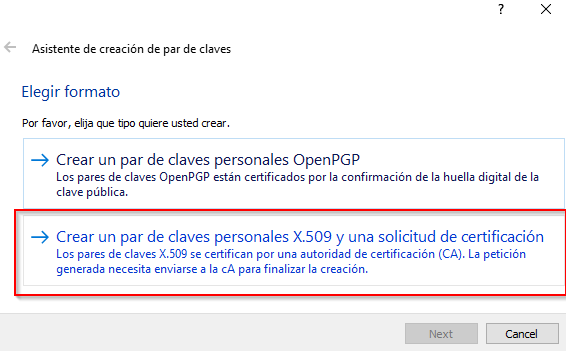 ?
Asistente de creación de par de claves
Elegir formato
Por favor, elija que tipo quiere usted crear.
Crear un par de claves personales OpenPGP
Los pares de claves OpenPGP están certificados por la confirmación de la huella digital de la
clave pública.
Crear un par de claves personales X.509 y una solicitud de certificación
Los pares de claves X.509 se certifican por una autoridad de certificación (CA). La petición
generada necesita enviarse a la cA para finalizar la creación.
Next
Cancel